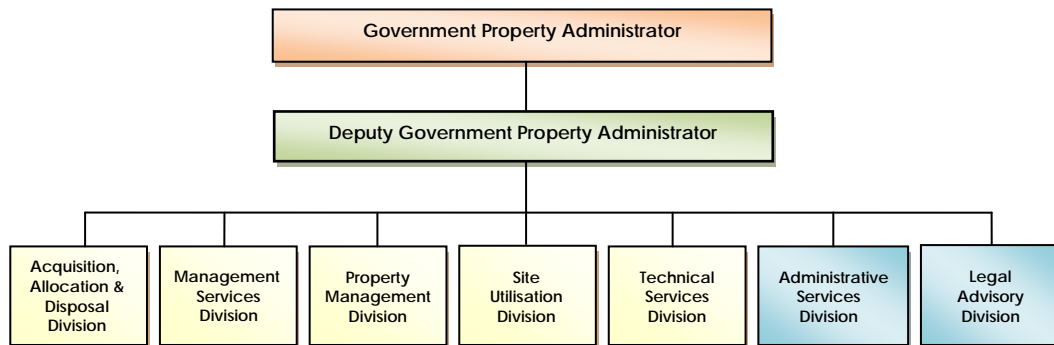 Government Property Administrator
Deputy Government Property Administrator
Acquisition,
Allocation &
Disposal
Division
Management
Services
Division
Property
Management
Division
Site
Utilisation
Division
Technical
Services
Division
Administrative
Services
Division
Legal
Advisory
Division